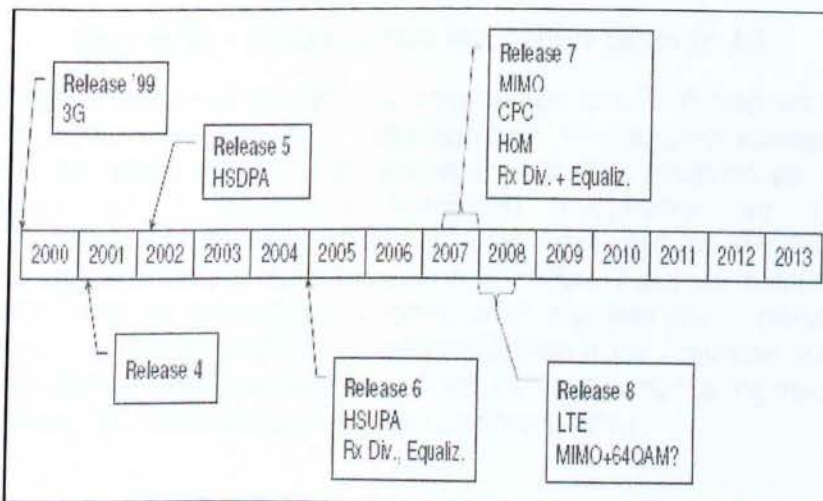 Release '99
3G
Release 5
HSDPA
Release 7
MIMO
CPC
HoM
Rx Div. + Equaliz.
2000 2001 2002 2003 2004 2005 2006 2007 2008 2009 2010 2011 2012 2013
Release 4
Release 6
HSUPA
Rx Div., Equaliz.
Release 8
LTE
MIMO+64QAM?